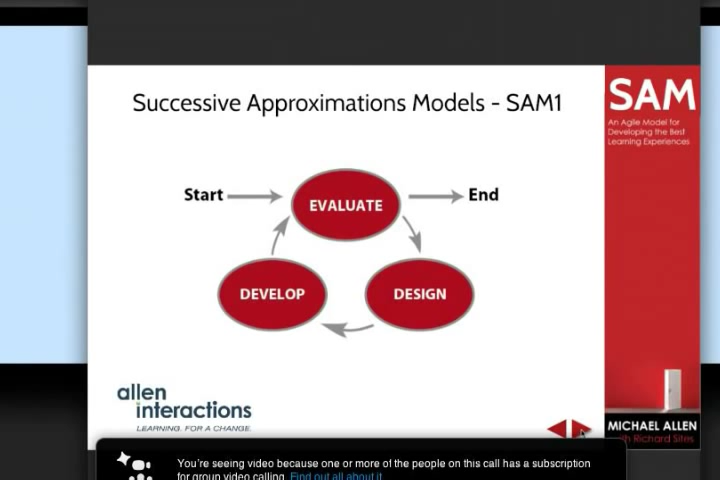 Successive Approximations Models - SAM1
SAM
An Agile Model for
Developing the Best
Learning Experiences
Start
EVALUATE
End
DEVELOP
DESIGN
allen
interactions
LEARNING. FOR A CHANGE.
MICHAEL ALLEN
with Richard Sites
You're seeing video because one or more of the people on this call has a subscription
for group video calling. Find out all about it